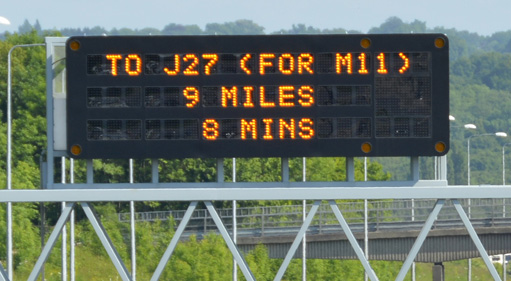 TO J27 (FOR M11)
9 MILES
8 MINS